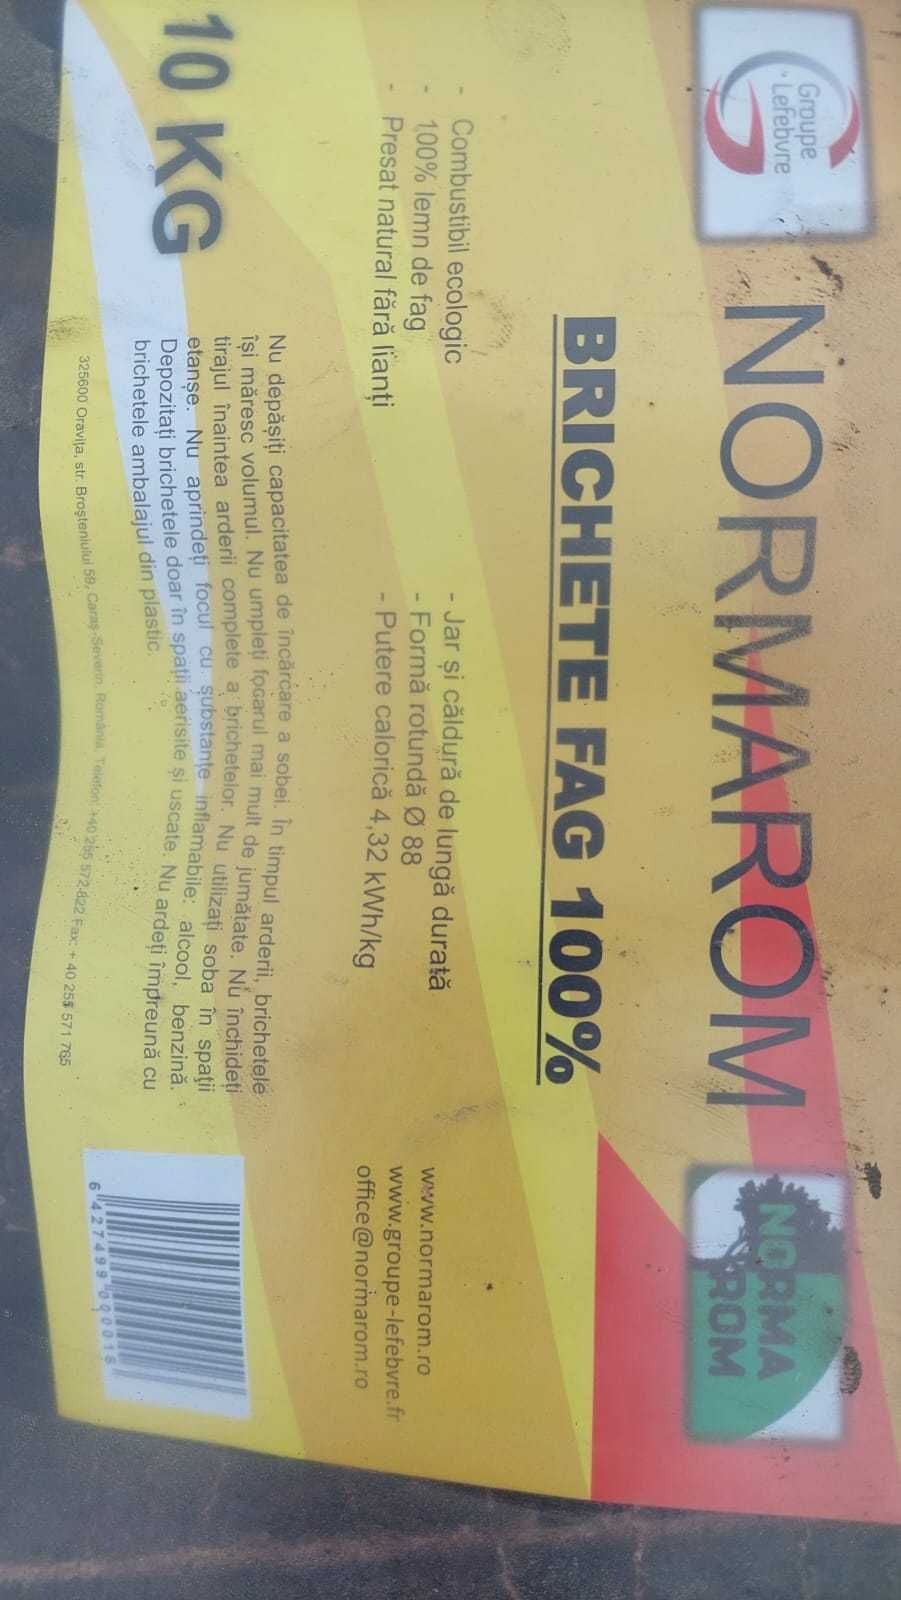 Groupe
Lefebvre
NORMAROM
NORMA
ROM
BRICHETE FAG 100%
- Combustibil ecologic
- 100% lemn de fag
- Presat natural fără lianți
- Jar și căldură de lungă durată
- Formă rotundă Ø 88
- Putere calorică 4,32 kWh/kg
www.normarom.ro
www.groupe-lefebvre.fr
office@normarom.ro
10 KG
Nu depășiți capacitatea de încărcare a sobei. În timpul arderii, brichetele
își măresc volumul. Nu umpleți focarul mai mult de jumătate. Nu închideți
tirajul înaintea arderii complete a brichetelor. Nu utilizați soba în spații
etanșe. Nu aprindeți focul cu substanțe inflamabile: alcool, benzină.
Depozitați brichetele doar în spații aerisite și uscate. Nu ardeți împreună cu
brichetele ambalajul din plastic.
325600 Oravița, str. Broșteniului 59, Caraș-Severin, România, Telefon: +40 255 572-822 Fax: + 40 255 571 765
6 427499 000018